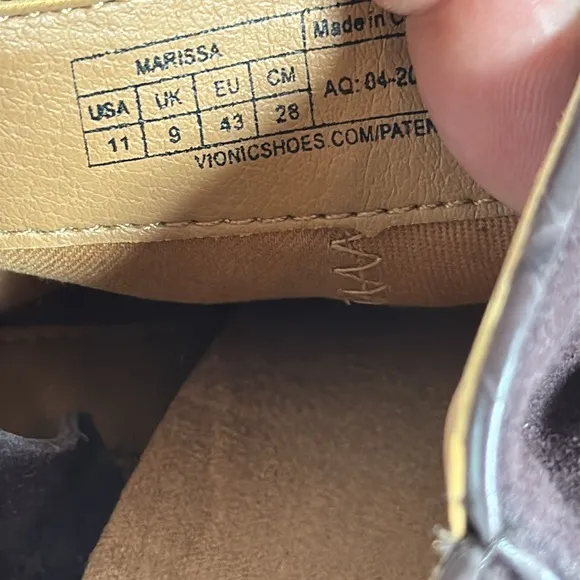 MARISSA
Made in C
USA UK EU CM
AQ: 04-20
11 9 43 28
VIONICSHOES.COM/PATEN